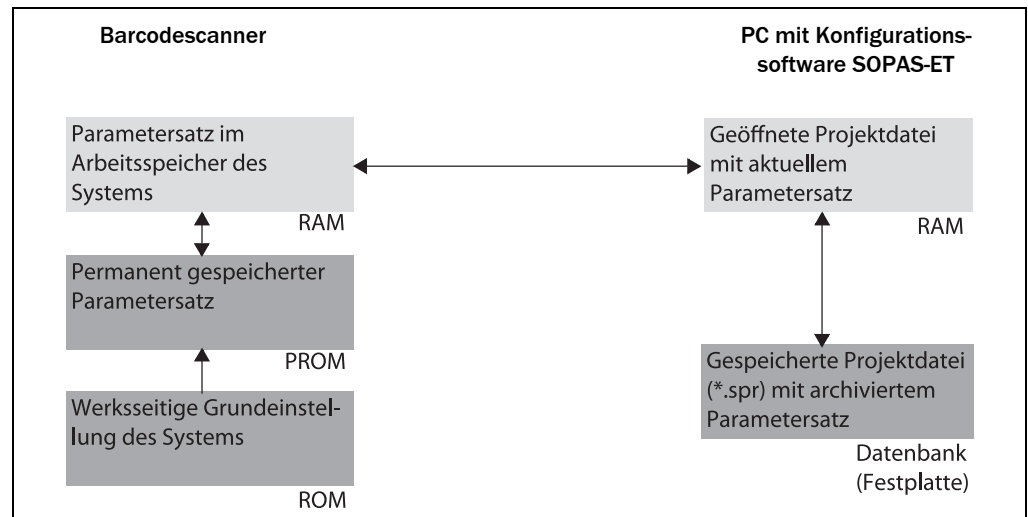 Barcodescanner
PC mit Konfigurations-
software SOPAS-ET
Parametersatz im
Arbeitsspeicher des
Systems
RAM
Geöffnete Projektdatei
mit aktuellem
Parametersatz
RAM
Permanent gespeicherter
Parametersatz
PROM
Werksseitige Grundeinstel-
lung des Systems
ROM
Gespeicherte Projektdatei
(*.spr) mit archiviertem
Parametersatz
Datenbank
(Festplatte)